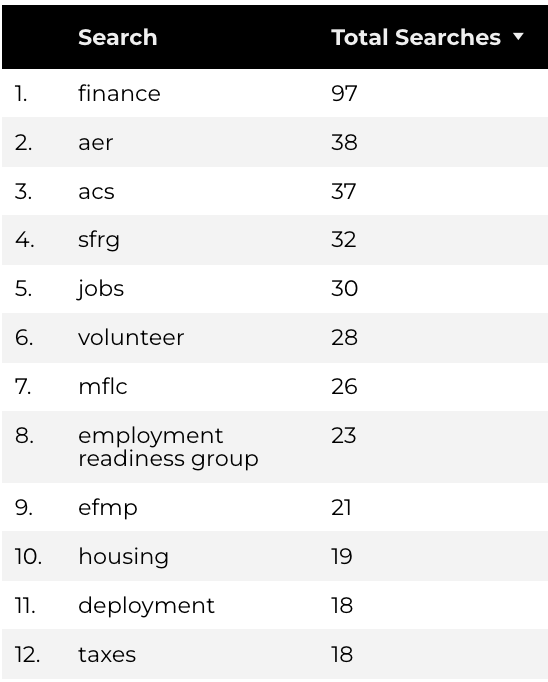 Search Total Searches ▼
1. finance 97
2. aer 38
3. acs 37
4. sfrg 32
5. jobs 30
6. volunteer 28
7. mflc 26
8. employment 23
readiness group
9. efmp 21
10. housing 19
11. deployment 18
12. taxes 18